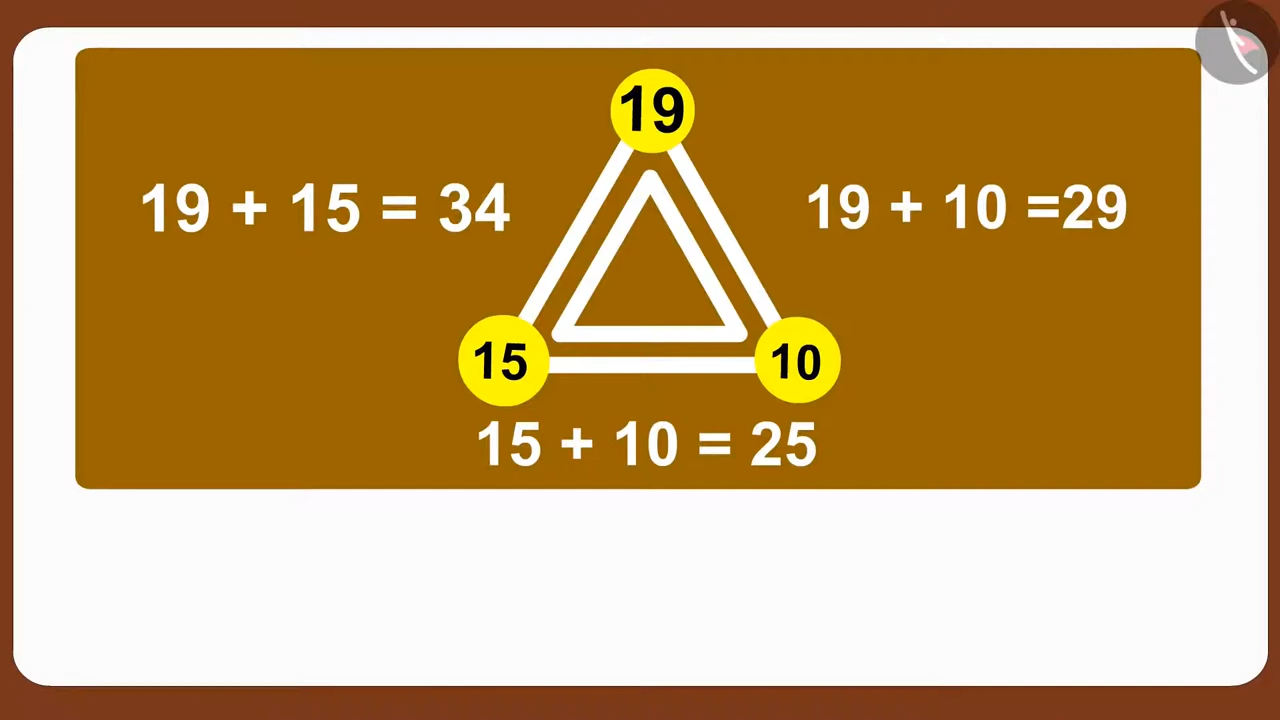 19
19 + 15 = 34
19 + 10 =29
15
10
15 + 10 = 25